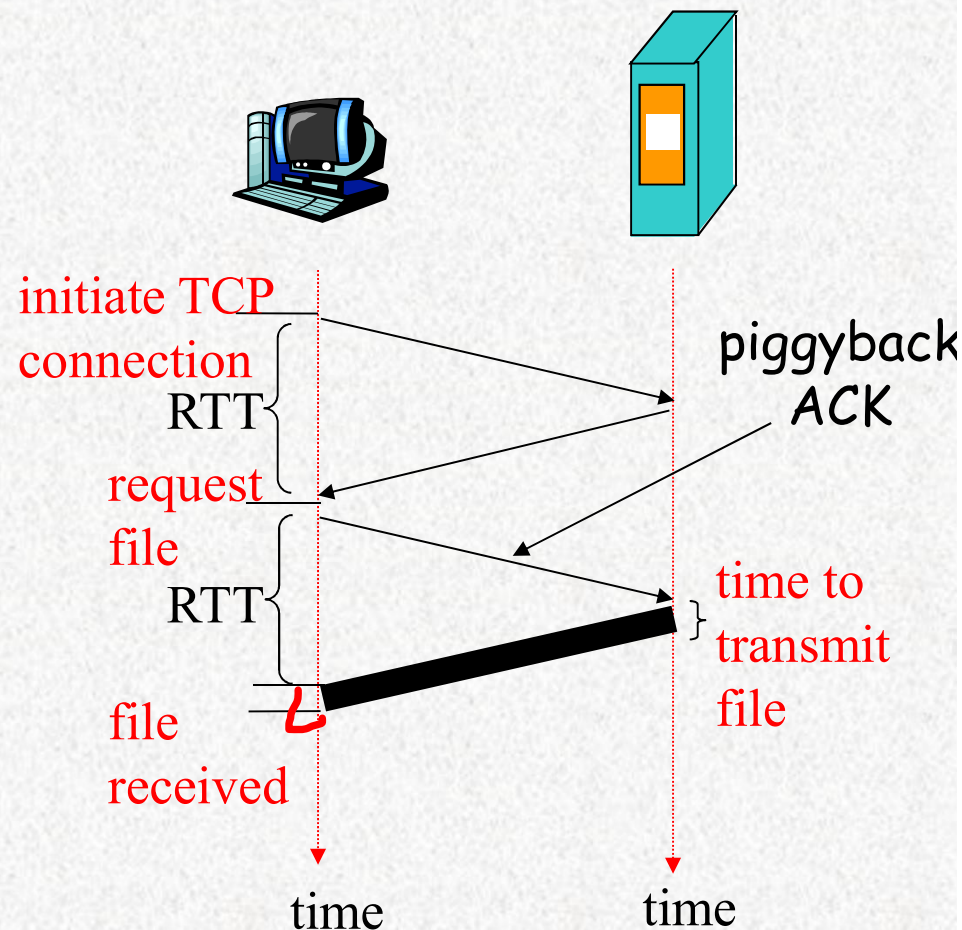 initiate TCP
connection
RTT
piggyback
ACK
request
file
RTT
time to
transmit
file
file
received
time
time